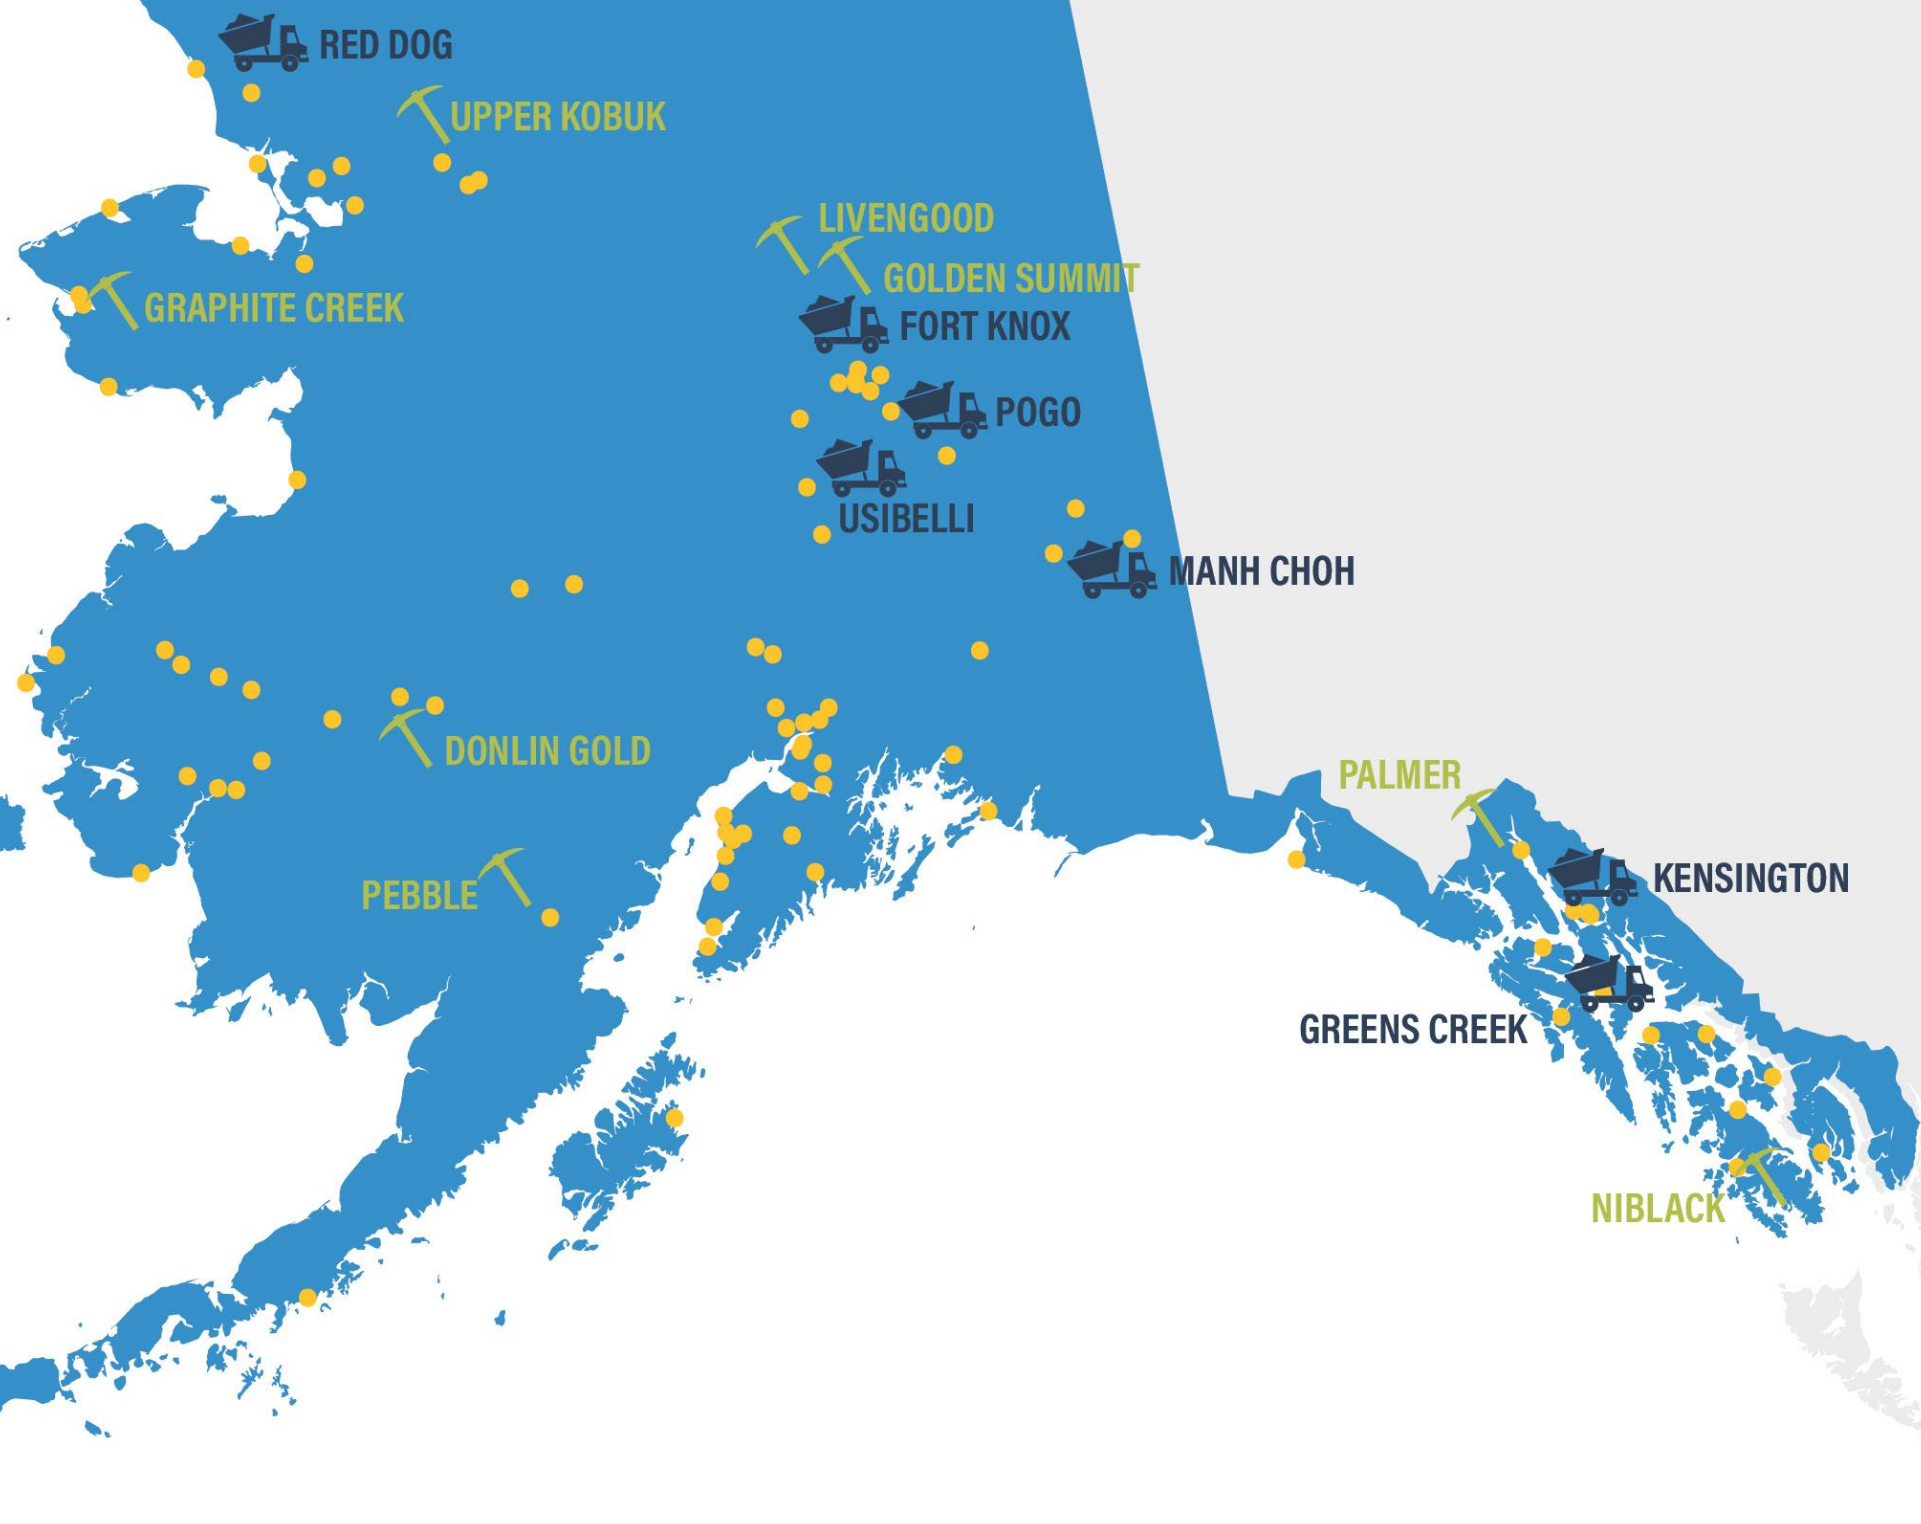 RED DOG
UPPER KOBUK
LIVENGOOD
GOLDEN SUMMIT
GRAPHITE CREEK
FORT KNOX
POGO
USIBELLI
MANH CHOH
DONLIN GOLD
PALMER
PEBBLE
KENSINGTON
GREENS CREEK
NIBLACK